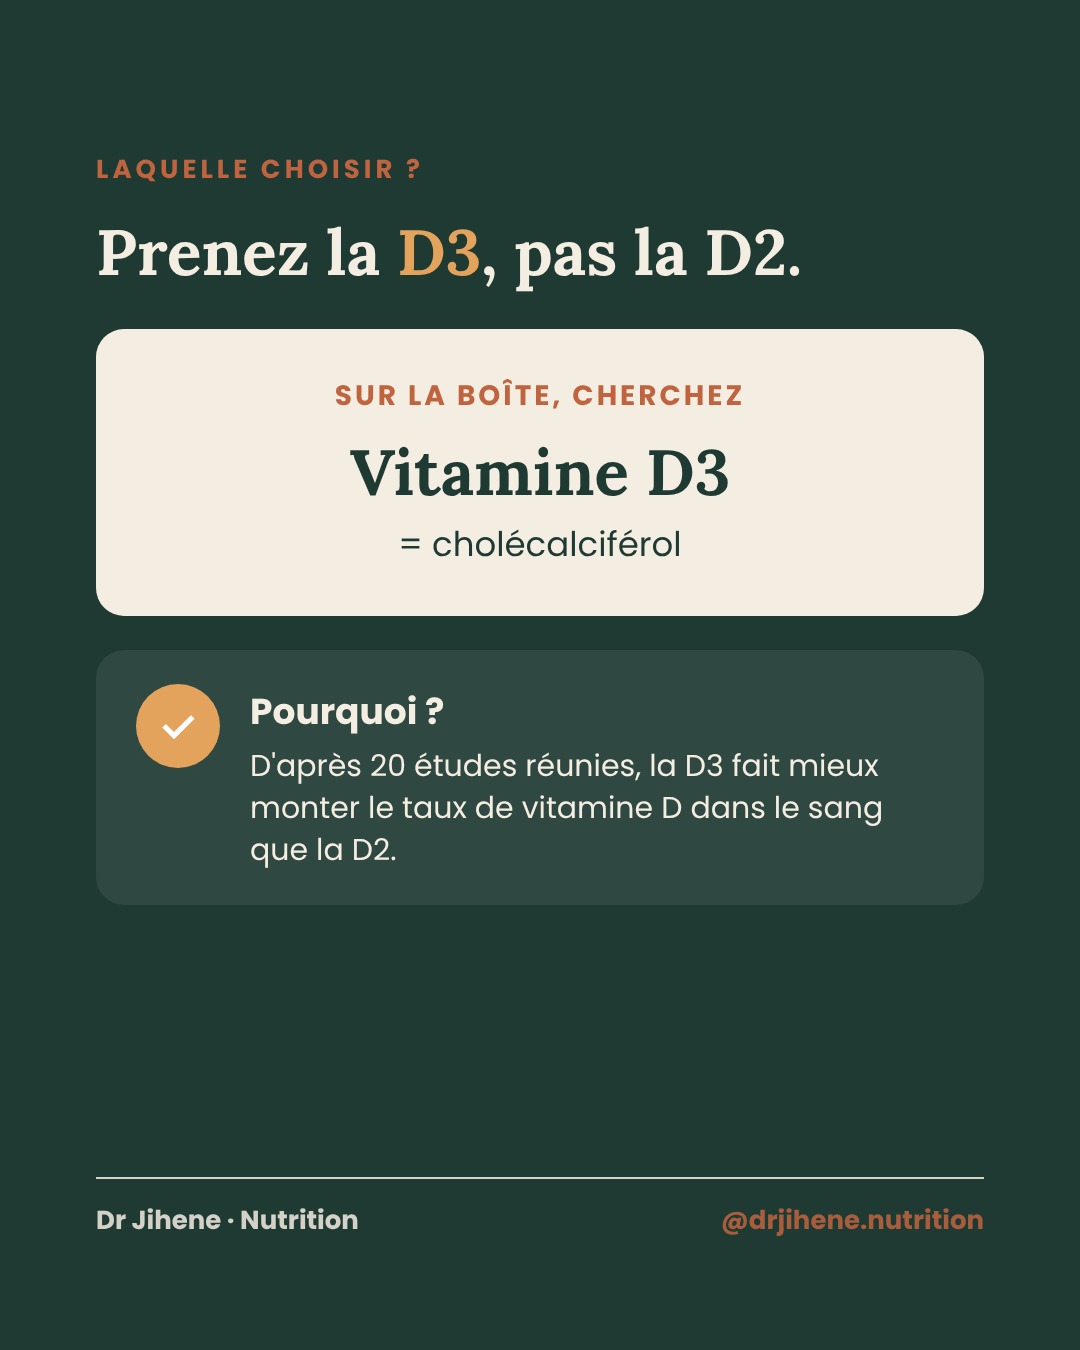 LAQUELLE CHOISIR ?
Prenez la D3, pas la D2.
SUR LA BOÎTE, CHERCHEZ
Vitamine D3
= cholécalciférol
Pourquoi ?
D'après 20 études réunies, la D3 fait mieux
monter le taux de vitamine D dans le sang
que la D2.
Dr Jihene · Nutrition
@drjihene.nutrition